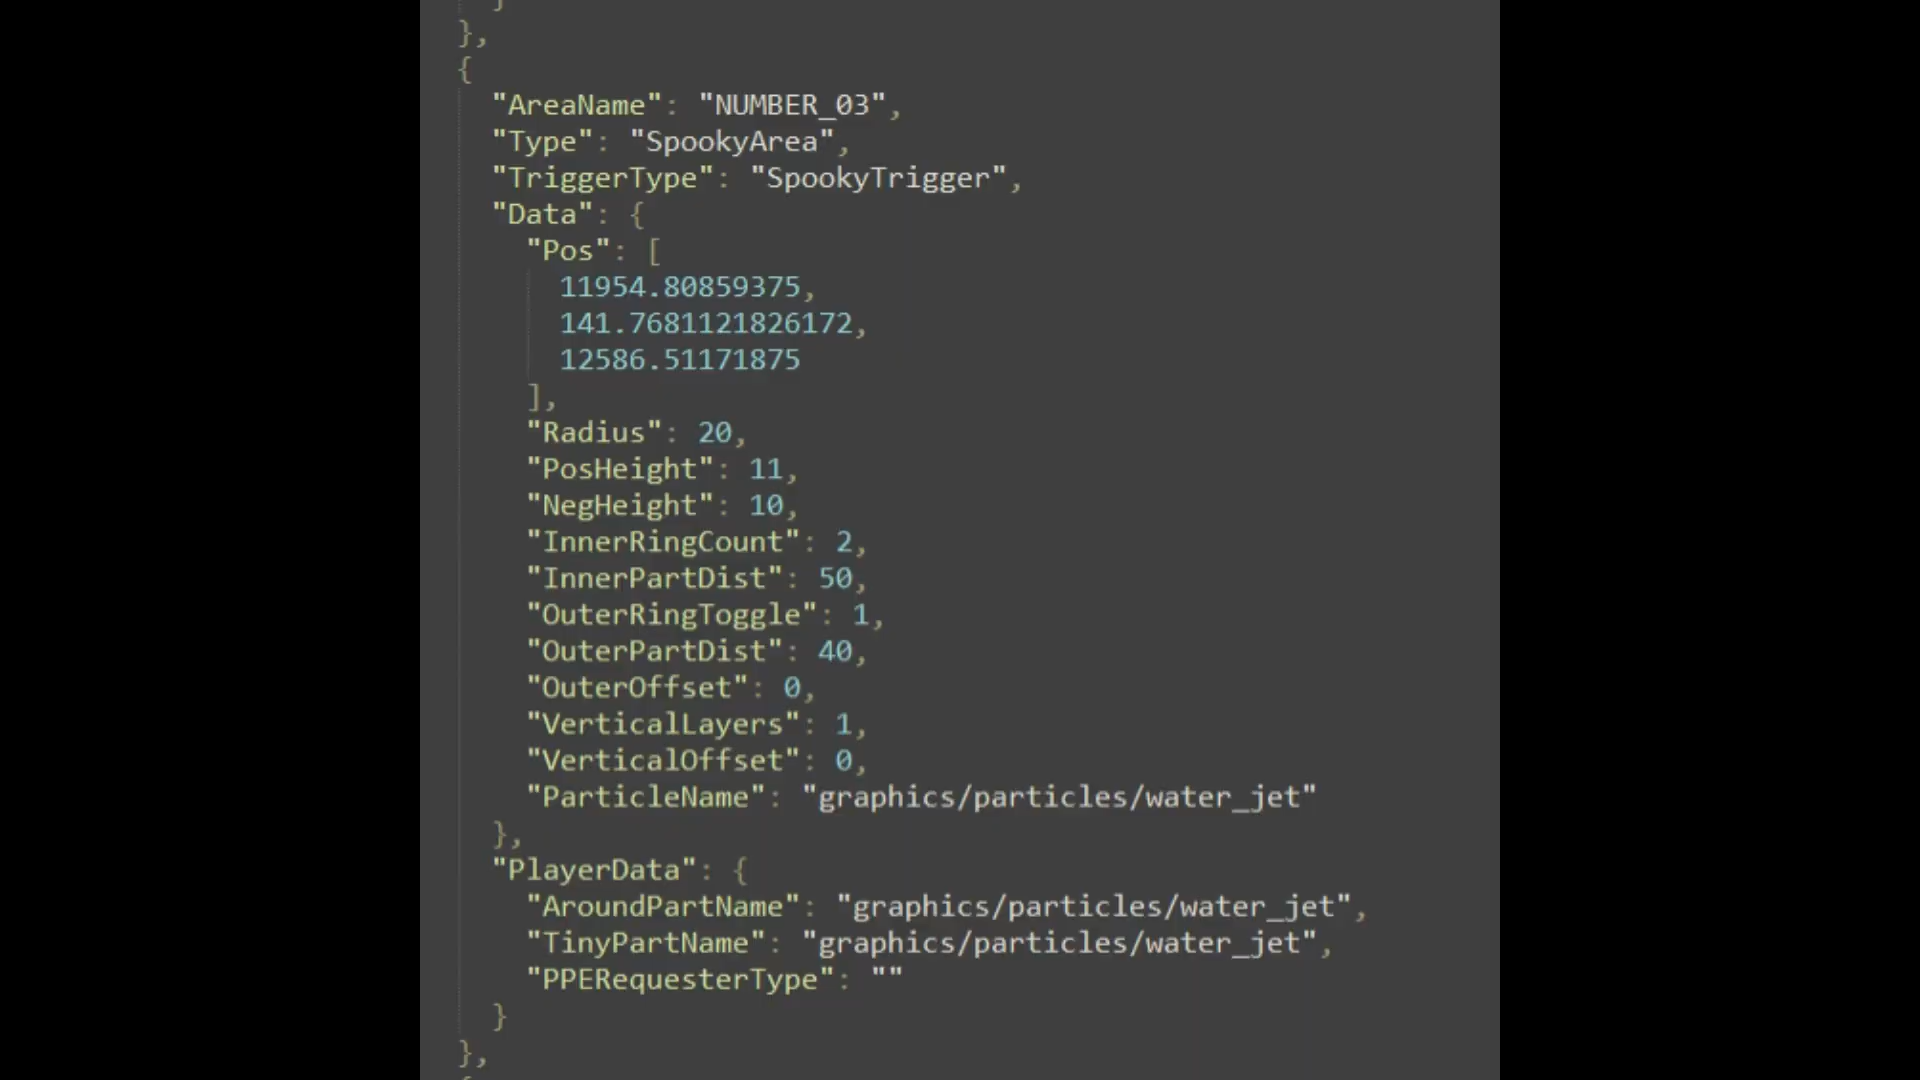 },
{
"AreaName": "NUMBER_03",
"Type": "SpookyArea",
"TriggerType": "SpookyTrigger",
"Data": {
"Pos": [
11954.80859375,
141.7681121826172,
12586.51171875
],
"Radius": 20,
"PosHeight": 11,
"NegHeight": 10,
"InnerRingCount": 2,
"InnerPartDist": 50,
"OuterRingToggle": 1,
"OuterPartDist": 40,
"OuterOffset": 0,
"VerticalLayers": 1,
"VerticalOffset": 0,
"ParticleName": "graphics/particles/water_jet"
},
"PlayerData": {
"AroundPartName": "graphics/particles/water_jet",
"TinyPartName": "graphics/particles/water_jet",
"PPERequesterType": ""
}
},